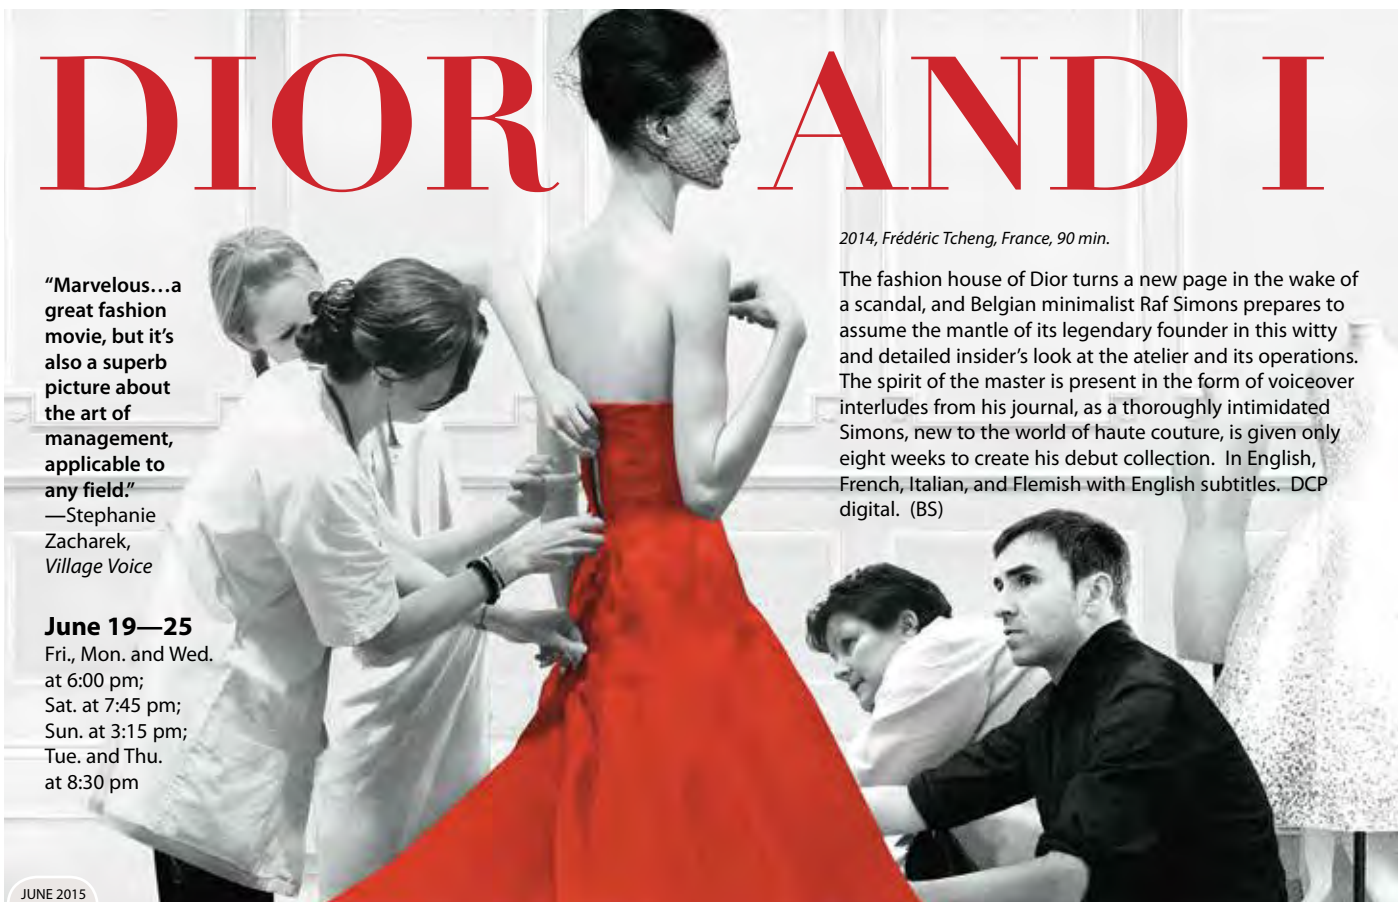 DIOR AND I
2014, Frédéric Tcheng, France, 90 min.
The fashion house of Dior turns a new page in the wake of
a scandal, and Belgian minimalist Raf Simons prepares to
assume the mantle of its legendary founder in this witty
and detailed insider’s look at the atelier and its operations.
The spirit of the master is present in the form of voiceover
interludes from his journal, as a thoroughly intimidated
Simons, new to the world of haute couture, is given only
eight weeks to create his debut collection.  In English,
French, Italian, and Flemish with English subtitles.  DCP
digital.  (BS)
“Marvelous…a
great fashion
movie, but it’s
also a superb
picture about
the art of
management,
applicable to
any field.”
—Stephanie
Zacharek,
Village Voice
June 19—25
Fri., Mon. and Wed.
at 6:00 pm;
Sat. at 7:45 pm;
Sun. at 3:15 pm;
Tue. and Thu.
at 8:30 pm
JUNE 2015